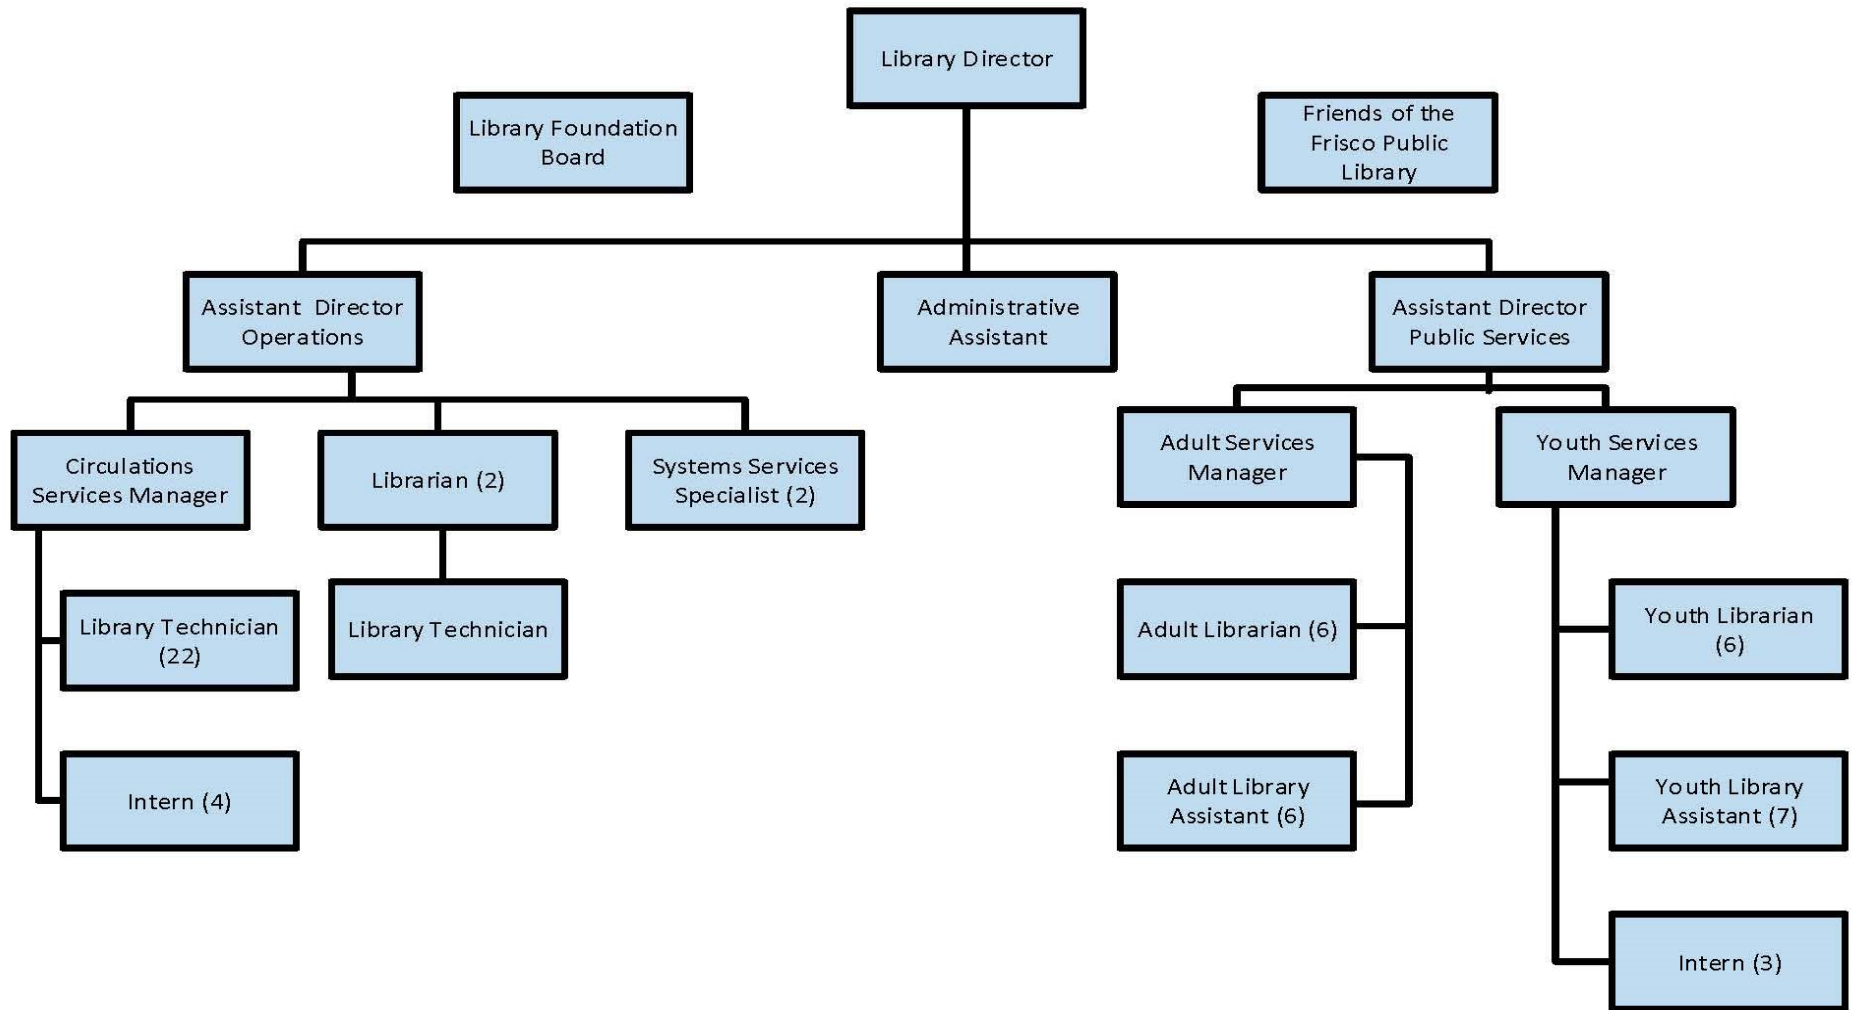 Library Director
Library Foundation
Board
Friends of the
Frisco Public
Library
Assistant Director
Operations
Administrative
Assistant
Assistant Director
Public Services
Circulations
Services Manager
Librarian (2)
Systems Services
Specialist (2)
Adult Services
Manager
Youth Services
Manager
Library Technician
(22)
Library Technician
Adult Librarian (6)
Youth Librarian
(6)
Intern (4)
Adult Library
Assistant (6)
Youth Library
Assistant (7)
Intern (3)